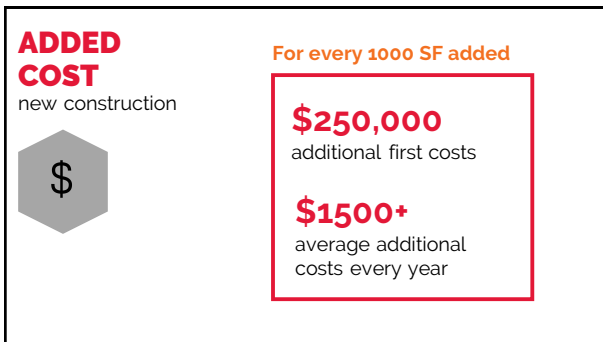 ADDED
COST
new construction
$
For every 1000 SF added
$250,000
additional first costs
$1500+
average additional
costs every year